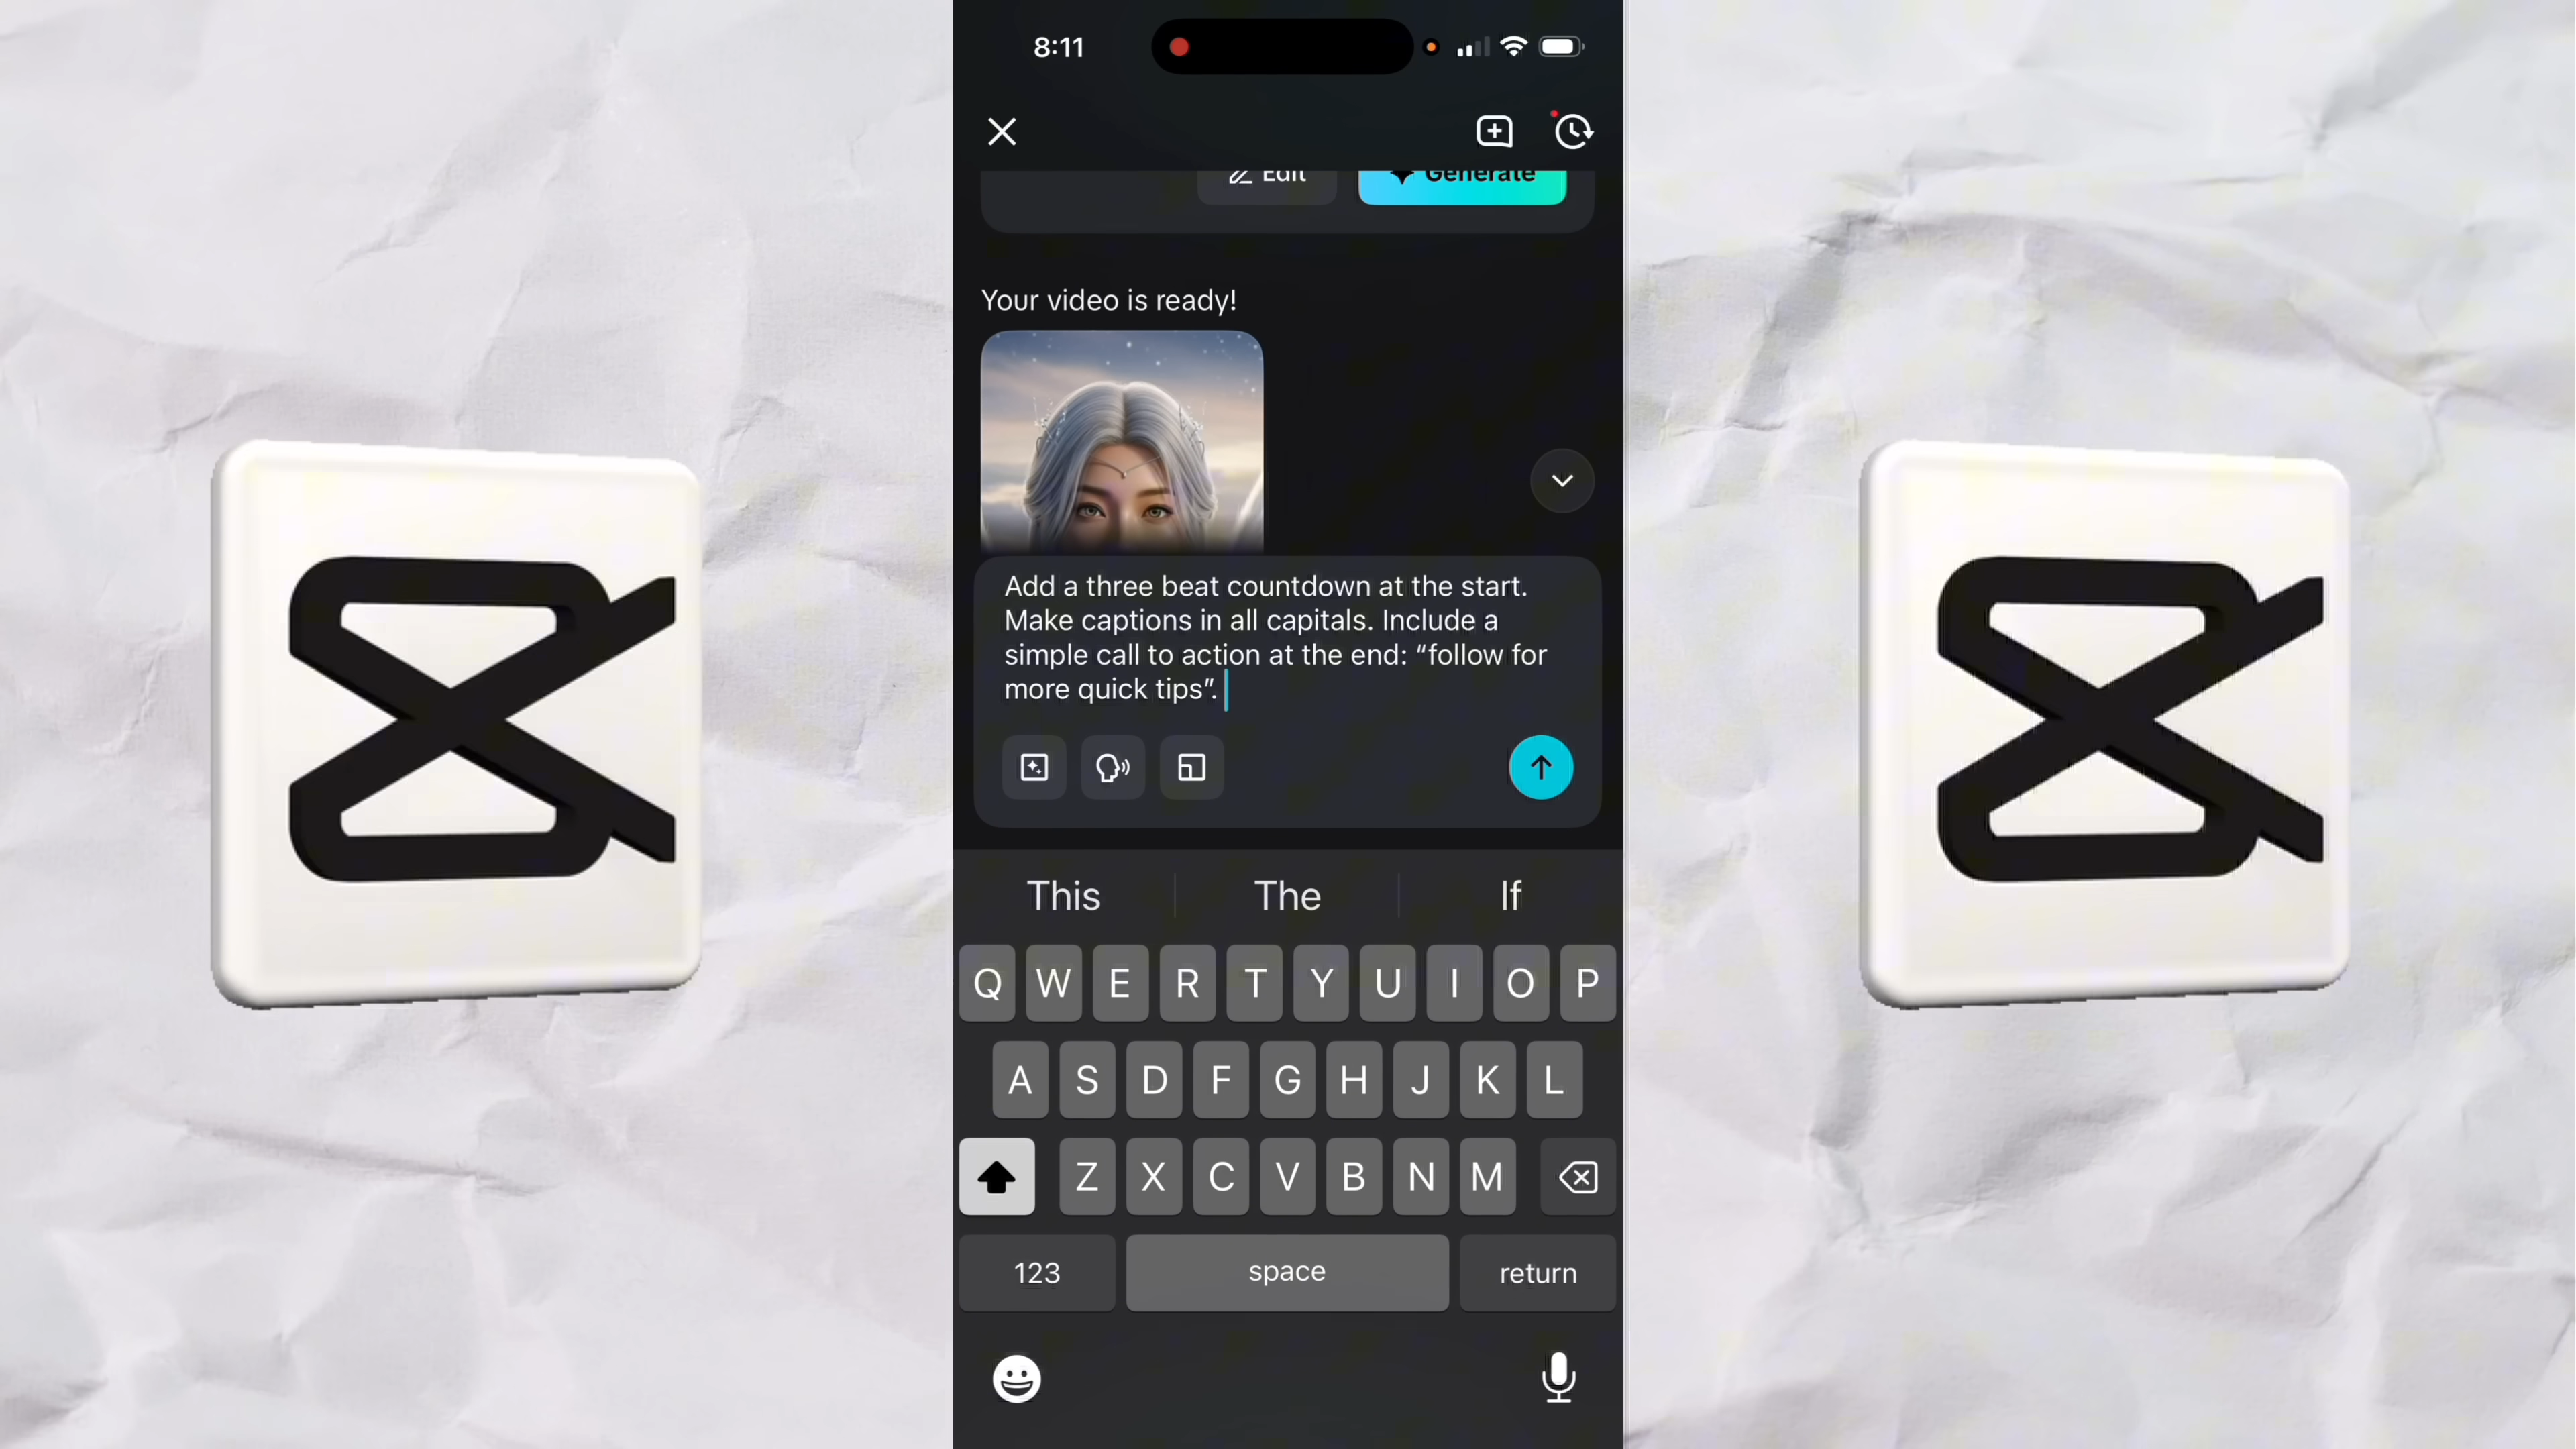 8:11
Edit
Generate
Your video is ready!
Add a three beat countdown at the start.
Make captions in all capitals. Include a
simple call to action at the end: “follow for
more quick tips”.
This The If
Q W E R T Y U I O P
A S D F G H J K L
Z X C V B N M
123 space return